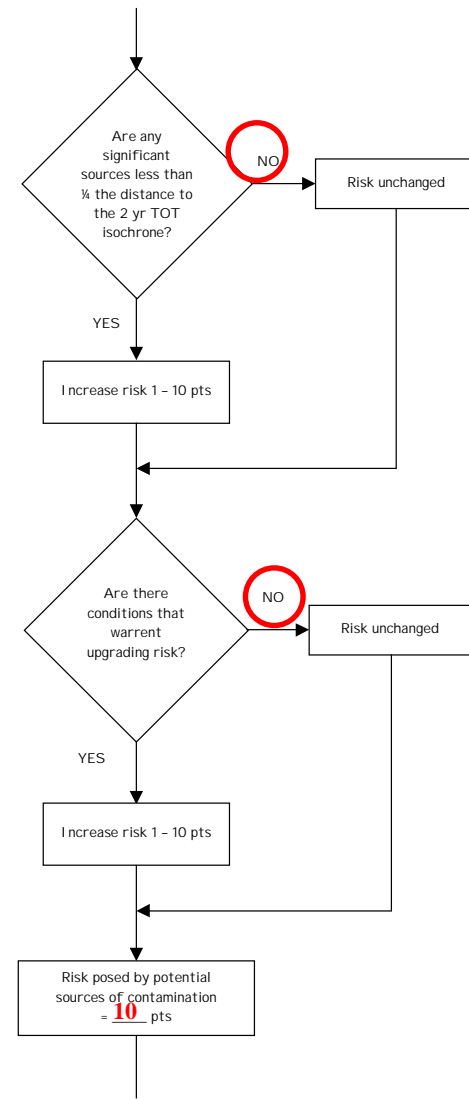 Are any
significant
sources less than
¼ the distance to
the 2 yr TOT
isochrone?
NO
Risk unchanged
YES
Increase risk 1 – 10 pts
Are there
conditions that
warrent
upgrading risk?
NO
Risk unchanged
YES
Increase risk 1 – 10 pts
Risk posed by potential
sources of contamination
= 10 pts